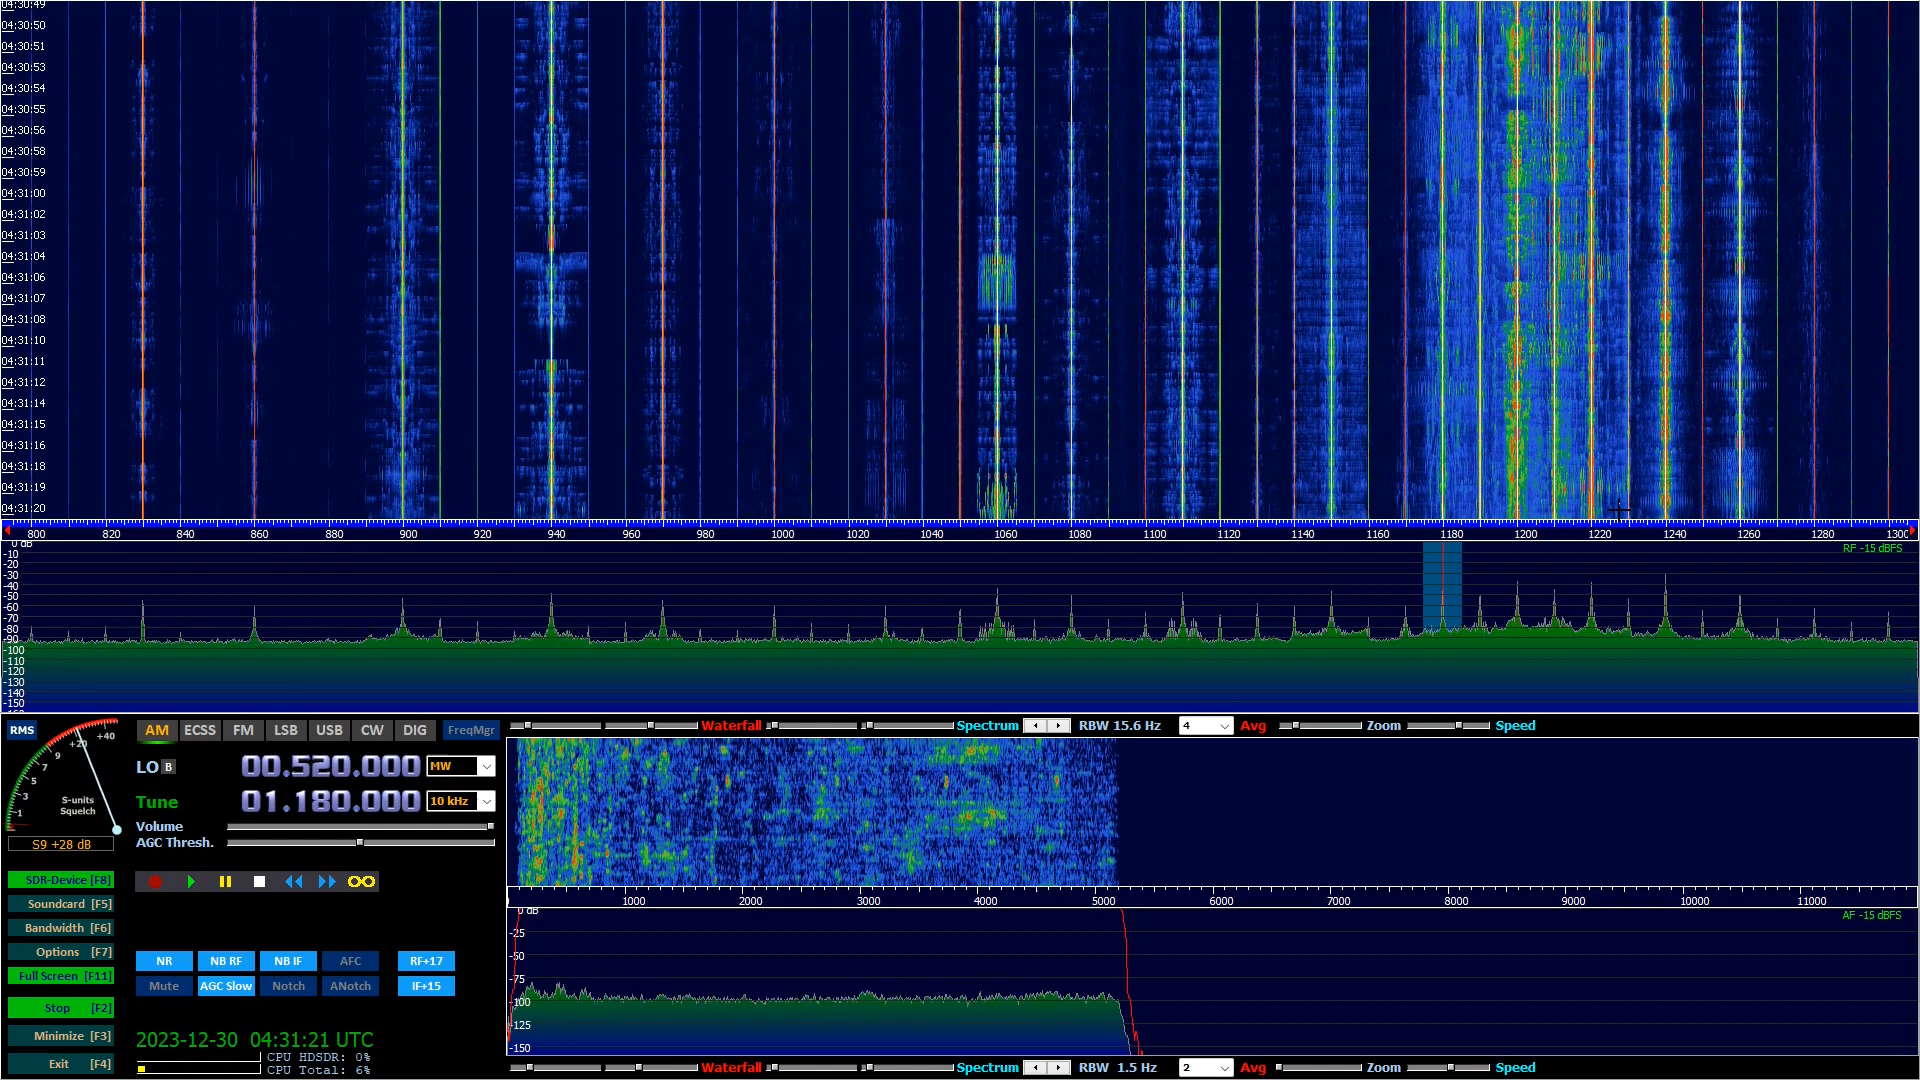 04:30:49
04:30:50
04:30:51
04:30:53
04:30:54
04:30:55
04:30:56
04:30:58
04:30:59
04:31:00
04:31:02
04:31:03
04:31:04
04:31:06
04:31:07
04:31:08
04:31:10
04:31:11
04:31:12
04:31:14
04:31:15
04:31:16
04:31:18
04:31:19
04:31:20
800 820 840 860 880 900 920 940 960 980 1000 1020 1040 1060 1080 1100 1120 1140 1160 1180 1200 1220 1240 1260 1280 1300
0 dB
RF -15 dBFS
-10
-20
-30
-40
-50
-60
-70
-80
-90
-100
-110
-120
-130
-140
-150
RMS
1 3 5 7 9 +20 +40
S-units
Squelch
S9 +28 dB
AM ECSS FM LSB USB CW DIG FreqMgr
LO B 00.520.000 MW
Tune 01.180.000 10 kHz
Volume
AGC Thresh.
SDR-Device [F8]
Soundcard [F5]
Bandwidth [F6]
Options [F7]
Full Screen [F11]
Stop [F2]
Minimize [F3]
Exit [F4]
NR NB RF NB IF AFC RF+17
Mute AGC Slow Notch ANotch IF+15
2023-12-30 04:31:21 UTC
CPU HDSDR: 0%
CPU Total: 6%
Waterfall Spectrum RBW 15.6 Hz 4 Avg Zoom Speed
1000 2000 3000 4000 5000 6000 7000 8000 9000 10000 11000
0 dB
AF -15 dBFS
-25
-50
-75
-100
-125
-150
Waterfall Spectrum RBW 1.5 Hz 2 Avg Zoom Speed